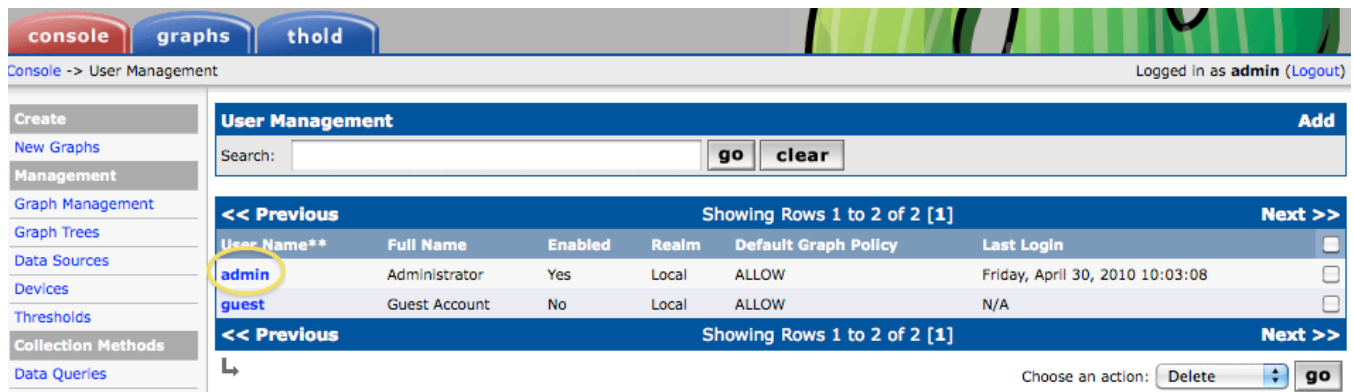 console graphs thold
Console -> User Management
Logged in as admin (Logout)
Create
New Graphs
Management
Graph Management
Graph Trees
Data Sources
Devices
Thresholds
Collection Methods
Data Queries
User Management Add
Search: go clear
<< Previous Showing Rows 1 to 2 of 2 [1] Next >>
User Name** Full Name Enabled Realm Default Graph Policy Last Login
admin Administrator Yes Local ALLOW Friday, April 30, 2010 10:03:08
guest Guest Account No Local ALLOW N/A
<< Previous Showing Rows 1 to 2 of 2 [1] Next >>
Choose an action: Delete go